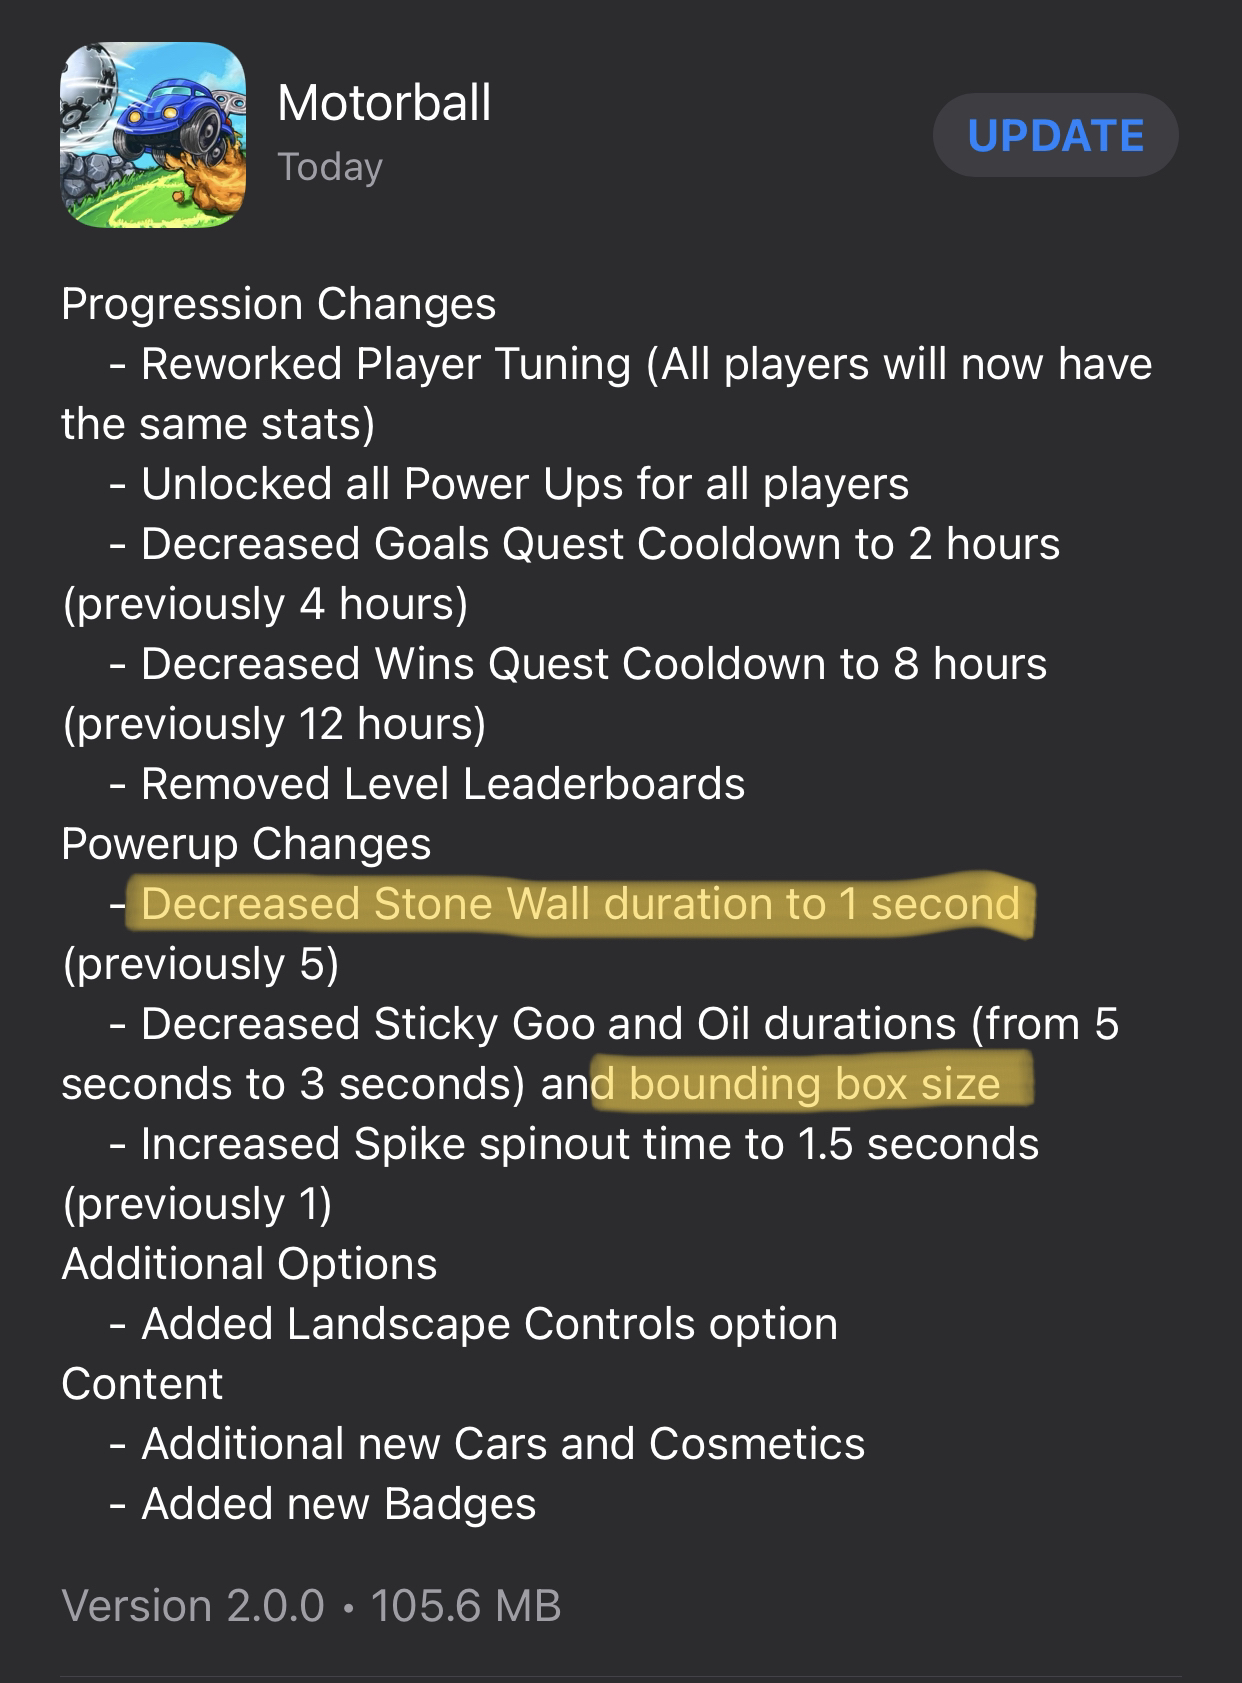 Motorball
Today
UPDATE
Progression Changes
- Reworked Player Tuning (All players will now have
the same stats)
- Unlocked all Power Ups for all players
- Decreased Goals Quest Cooldown to 2 hours
(previously 4 hours)
- Decreased Wins Quest Cooldown to 8 hours
(previously 12 hours)
- Removed Level Leaderboards
Powerup Changes
- Decreased Stone Wall duration to 1 second
(previously 5)
- Decreased Sticky Goo and Oil durations (from 5
seconds to 3 seconds) and bounding box size
- Increased Spike spinout time to 1.5 seconds
(previously 1)
Additional Options
- Added Landscape Controls option
Content
- Additional new Cars and Cosmetics
- Added new Badges
Version 2.0.0 • 105.6 MB